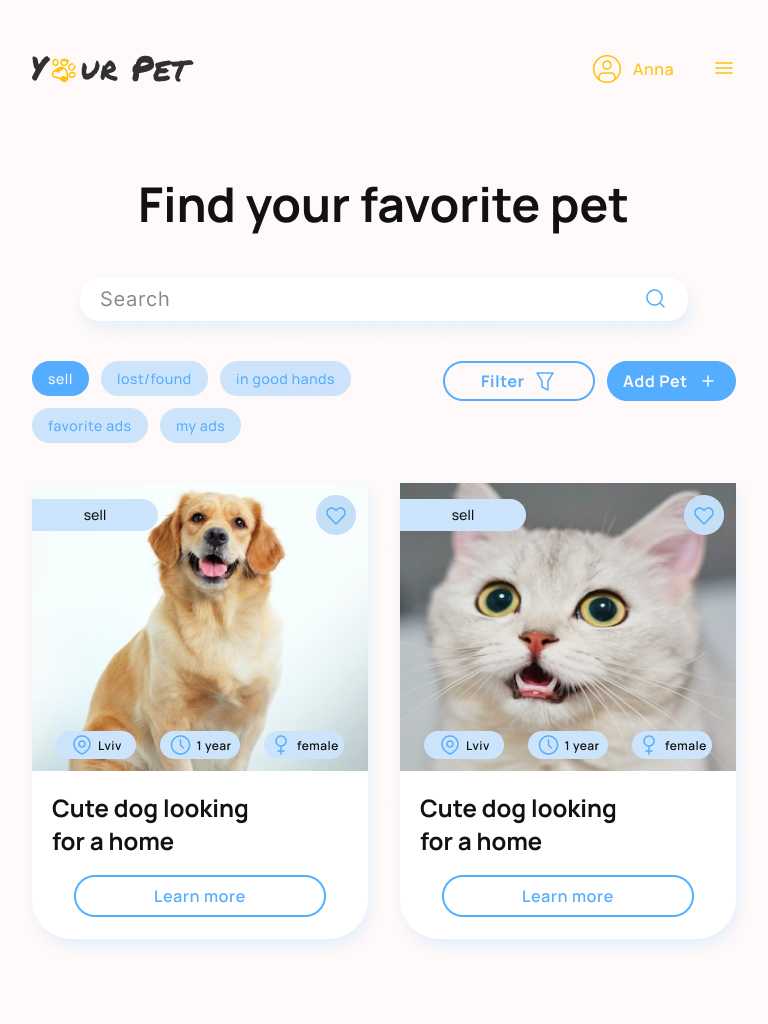 Your Pet
Anna
Find your favorite pet
Search
sell
lost/found
in good hands
Filter
Add Pet
favorite ads
my ads
sell
Lviv
1 year
female
Cute dog looking
for a home
Learn more
sell
Lviv
1 year
female
Cute dog looking
for a home
Learn more